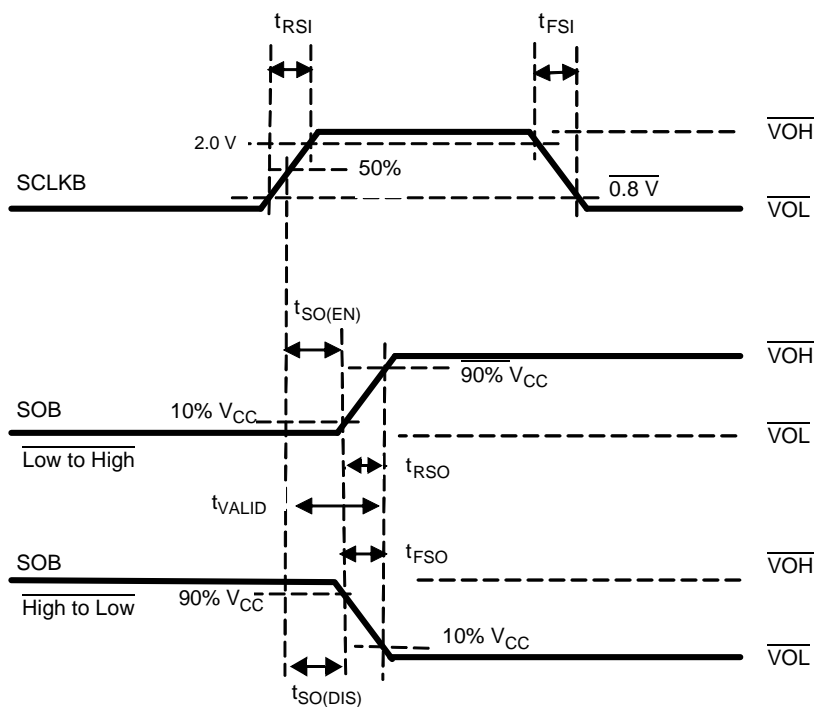 tRSI tFSI
VOH
2.0 V
50%
SCLKB
0.8 V
VOL
tSO(EN)
VOH
90% VCC
SOB 10% VCC
VOL
Low to High
tRSO
tVALID
tFSO
SOB
VOH
High to Low 90% VCC
10% VCC
VOL
tSO(DIS)